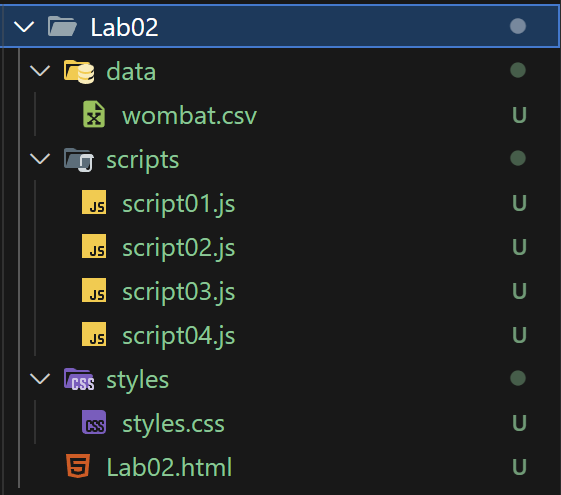 Lab02
data
wombat.csv U
scripts
JS script01.js U
JS script02.js U
JS script03.js U
JS script04.js U
CSS styles
CSS styles.css U
5 Lab02.html U